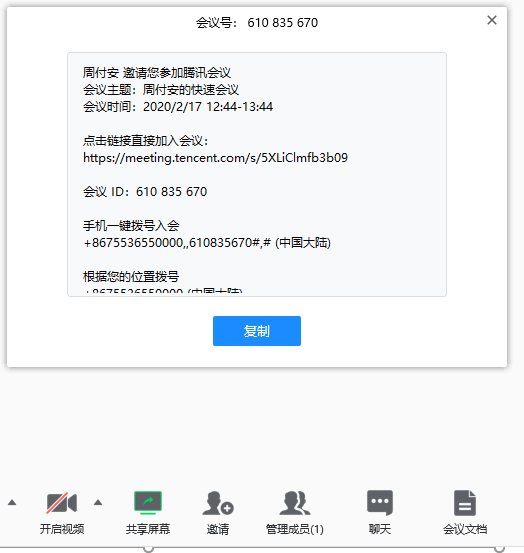 会议号： 610 835 670
周付安 邀请您参加腾讯会议
会议主题：周付安的快速会议
会议时间：2020/2/17 12:44-13:44
点击链接直接加入会议：
https://meeting.tencent.com/s/5XLiClmfb3b09
会议 ID：610 835 670
手机一键拨号入会
+8675536550000,,610835670#,# (中国大陆)
根据您的位置拨号
+8675536550000 (中国大陆)
复制
开启视频 共享屏幕 邀请 管理成员(1) 聊天 会议文档